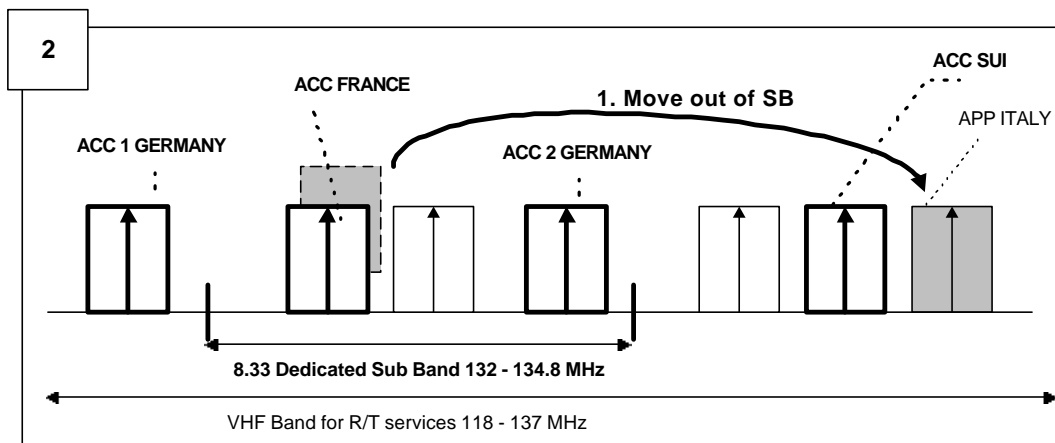 2
ACC SUI
ACC FRANCE
1. Move out of SB
APP ITALY
ACC 1 GERMANY
ACC 2 GERMANY
8.33 Dedicated Sub Band 132 - 134.8 MHz
VHF Band for R/T services 118 - 137 MHz